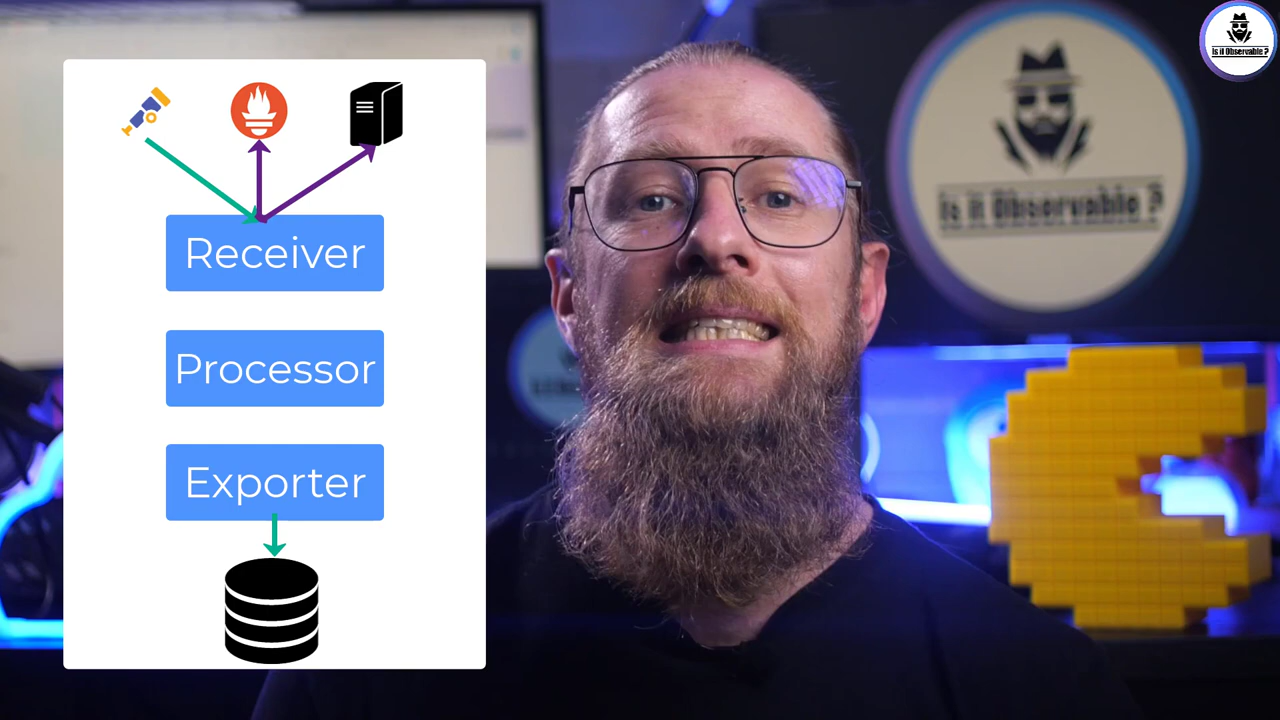 Receiver
Processor
Exporter
Is it Observable ?
Is it Observable ?